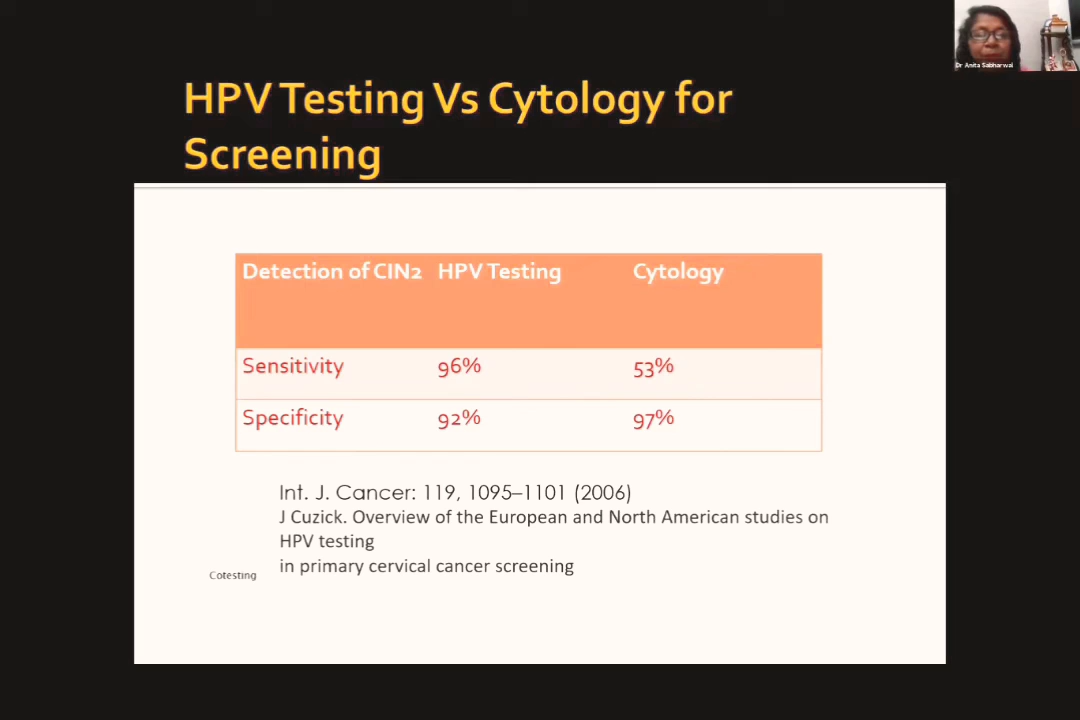 Dr Anita Sabharwal
HPV Testing Vs Cytology for
Screening
Detection of CIN2 HPV Testing Cytology
Sensitivity 96% 53%
Specificity 92% 97%
Int. J. Cancer: 119, 1095–1101 (2006)
J Cuzick. Overview of the European and North American studies on
HPV testing
in primary cervical cancer screening
Cotesting